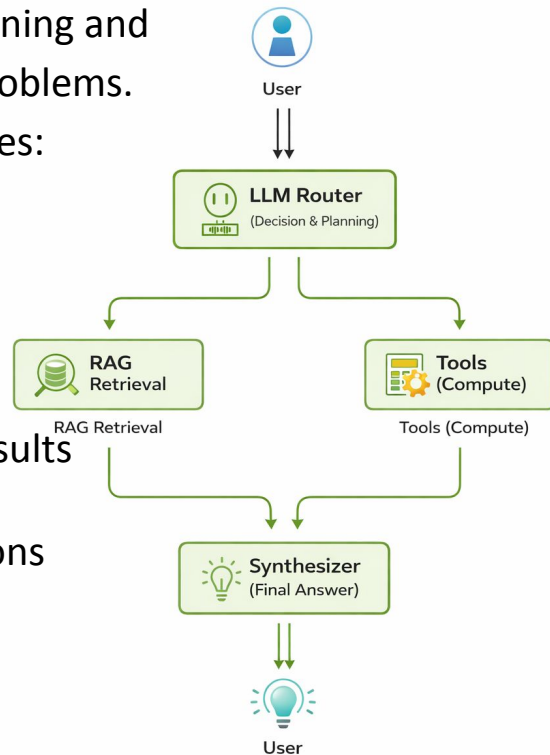 ning and
oblems.
es:
User
LLM Router
(Decision & Planning)
RAG
Retrieval
Tools
(Compute)
RAG Retrieval
Tools (Compute)
sults
ons
Synthesizer
(Final Answer)
User